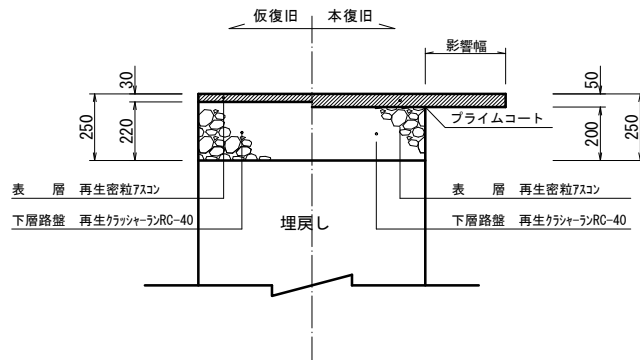 仮復旧 本復旧
影響幅
30
250
220
50
200
250
プライムコート
表 層 再生密粒アスコン
表 層 再生密粒アスコン
下層路盤 再生クラッシャーランRC-40
下層路盤 再生クラシャーランRC-40
埋戻し